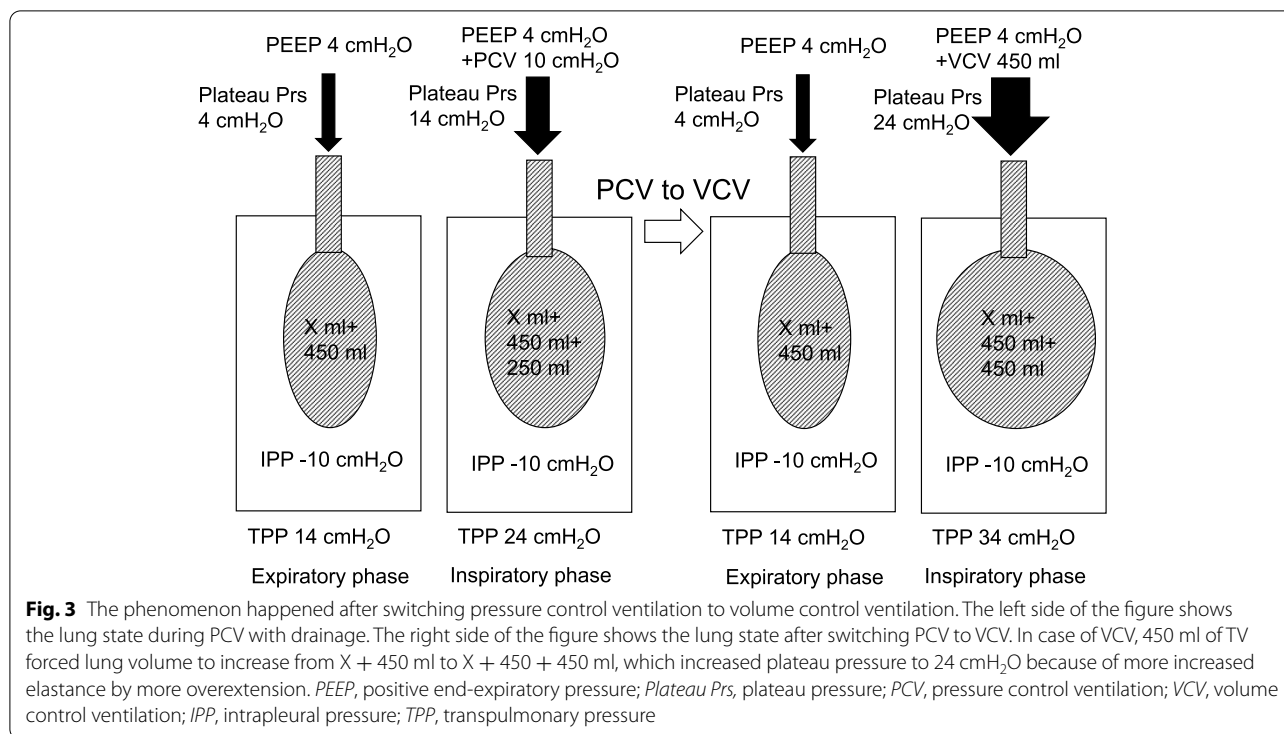 PEEP 4 cmH₂O
Plateau Prs
4 cmH₂O
PEEP 4 cmH₂O
+PCV 10 cmH₂O
Plateau Prs
14 cmH₂O
PCV to VCV
PEEP 4 cmH₂O
Plateau Prs
4 cmH₂O
PEEP 4 cmH₂O
+VCV 450 ml
Plateau Prs
24 cmH₂O
X ml+
450 ml
X ml+
450 ml+
250 ml
X ml+
450 ml
X ml+
450 ml+
450 ml
IPP -10 cmH₂O
IPP -10 cmH₂O
IPP -10 cmH₂O
IPP -10 cmH₂O
TPP 14 cmH₂O
TPP 24 cmH₂O
TPP 14 cmH₂O
TPP 34 cmH₂O
Expiratory phase
Inspiratory phase
Expiratory phase
Inspiratory phase
Fig. 3 The phenomenon happened after switching pressure control ventilation to volume control ventilation. The left side of the figure shows
the lung state during PCV with drainage. The right side of the figure shows the lung state after switching PCV to VCV. In case of VCV, 450 ml of TV
forced lung volume to increase from X + 450 ml to X + 450 + 450 ml, which increased plateau pressure to 24 cmH₂O because of more increased
elastance by more overextension. PEEP, positive end-expiratory pressure; Plateau Prs, plateau pressure; PCV, pressure control ventilation; VCV, volume
control ventilation; IPP, intrapleural pressure; TPP, transpulmonary pressure